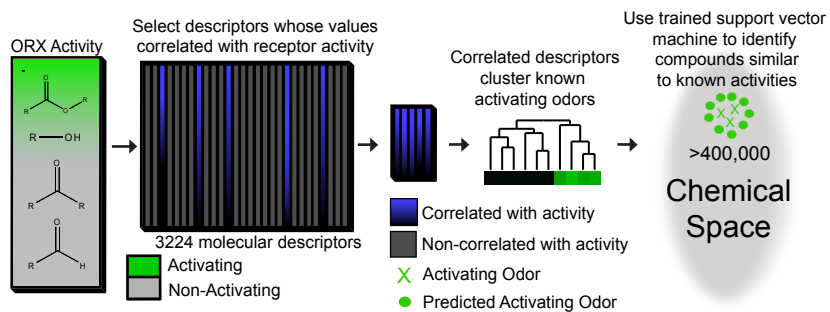 ORX Activity
O
R
O
R
R
OH
O
R
R
O
R
H
Select descriptors whose values
correlated with receptor activity
3224 molecular descriptors
Activating
Non-Activating
Correlated descriptors
cluster known
activating odors
Correlated with activity
Non-correlated with activity
X Activating Odor
Predicted Activating Odor
Use trained support vector
machine to identify
compounds similar
to known activities
X X
X
>400,000
Chemical
Space